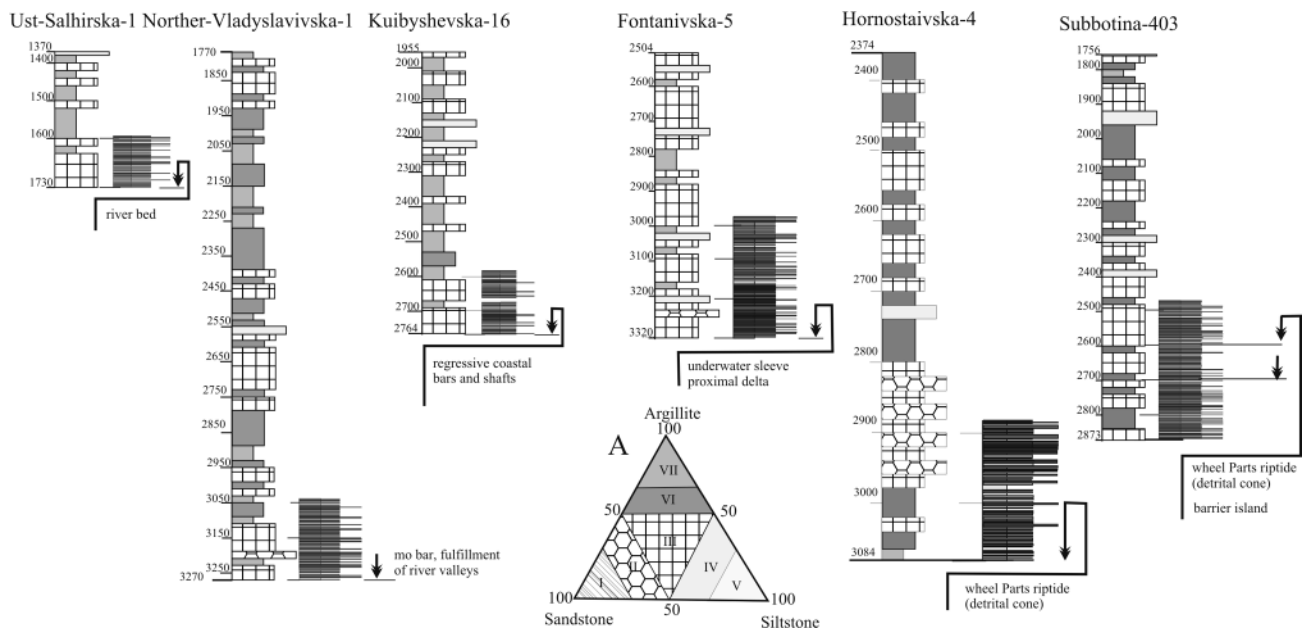 Ust-Salhirska-1
1370
1400
1500
1600
1730
river bed
Norther-Vladyslavivska-1
1770
1850
1950
2050
2150
2250
2350
2450
2550
2650
2750
2850
2950
3050
3150
3250
3270
mo bar, fulfillment
of river valleys
Kuibyshevska-16
1955
2000
2100
2200
2300
2400
2500
2600
2700
2764
regressive coastal
bars and shafts
Fontanivska-5
2504
2600
2700
2800
2900
3000
3100
3200
3320
underwater sleeve
proximal delta
Hornostaivska-4
2374
2400
2500
2600
2700
2800
2900
3000
3084
wheel Parts riptide
(detrital cone)
Subbotina-403
1756
1800
1900
2000
2100
2200
2300
2400
2500
2600
2700
2800
2873
wheel Parts riptide
(detrital cone)
barrier island
A
Argillite
100
VII
VI
50
50
III
II
IV
I
V
100
50
100
Sandstone
Siltstone